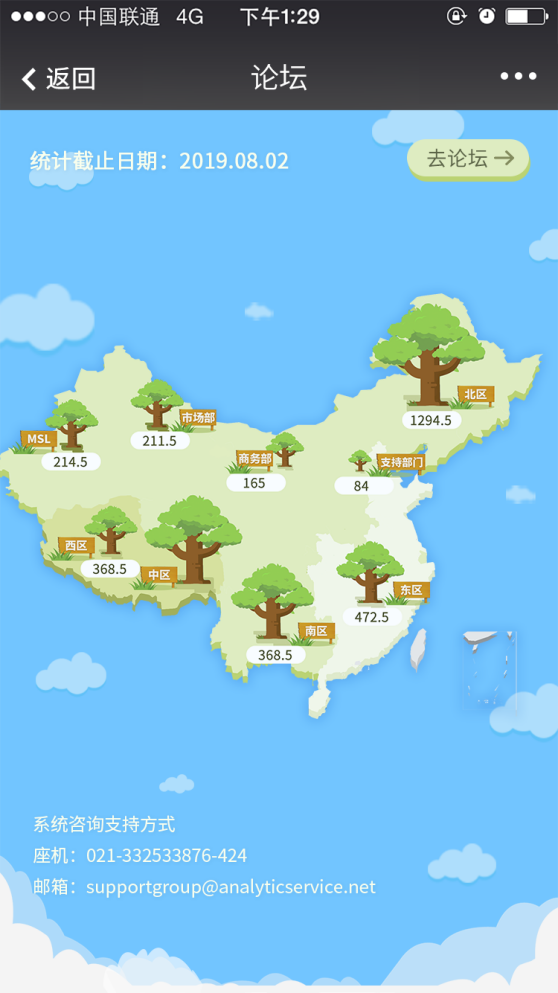 中国联通 4G 下午1:29
返回 论坛
统计截止日期：2019.08.02 去论坛
北区
1294.5
市场部
211.5
MSL
214.5
商务部
165
支持部门
84
西区
368.5
中区
东区
472.5
南区
368.5
系统咨询支持方式
座机：021-332533876-424
邮箱：supportgroup@analyticservice.net